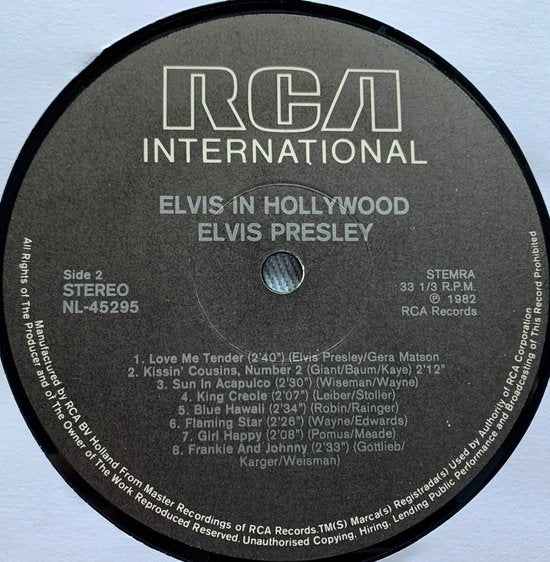 RCA
INTERNATIONAL
ELVIS IN HOLLYWOOD
ELVIS PRESLEY
Side 2
STEREO
NL-45295
STEMRA
33 1/3 R.P.M.
℗ 1982
RCA Records
1. Love Me Tender (2'40") (Elvis Presley/Gera Matson
2. Kissin' Cousins, Number 2 (Giant/Baum/Kaye) 2'12"
3. Sun In Acapulco (2'30") (Wiseman/Wayne)
4. King Creole (2'07") (Leiber/Stoller)
5. Blue Hawaii (2'34") (Robin/Rainger)
6. Flaming Star (2'26") (Wayne/Edwards)
7. Girl Happy (2'08") (Pomus/Meade)
8. Frankie And Johnny (2'33") (Gottlieb/
Karger/Weisman)
Manufactured by RCA BV Holland From Master Recordings of RCA Records.TM(S) Marca(s) Registrada(s) Used by Authority of RCA Corporation
All Rights of The Producer and of The Owner of The Work Reproduced Reserved. Unauthorised Copying, Hiring, Lending Public Performance and Broadcasting of This Record Prohibited